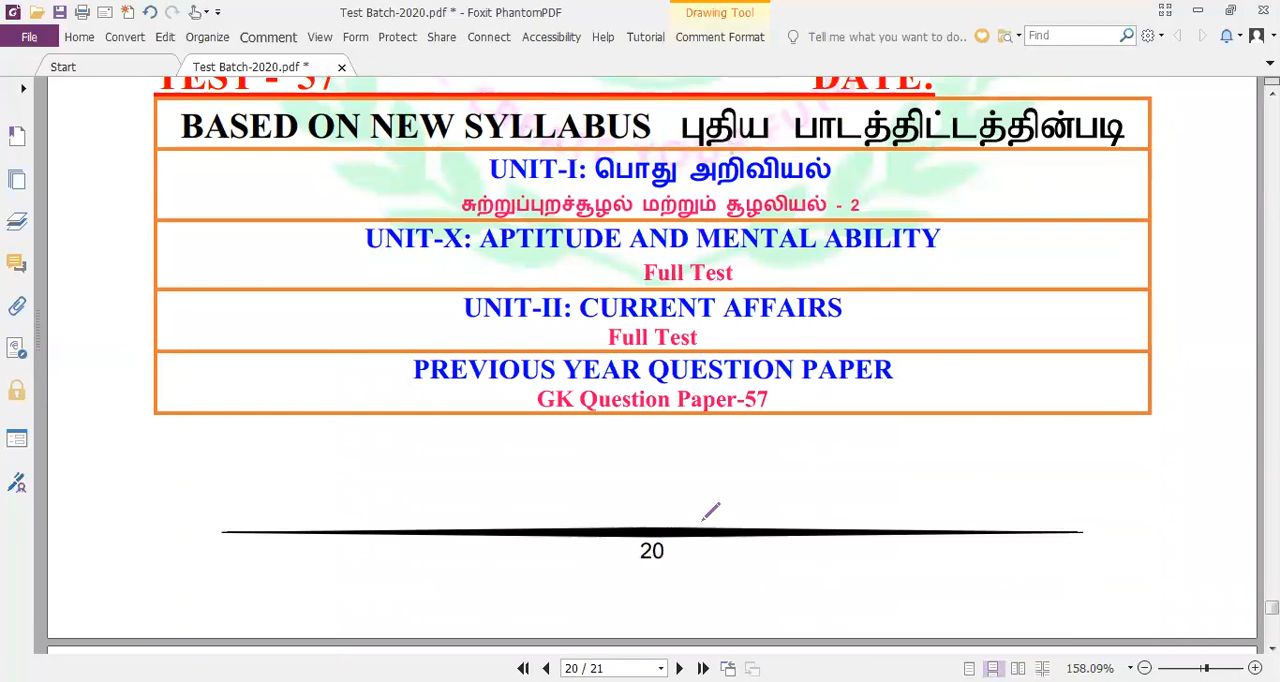 Test Batch-2020.pdf * - Foxit PhantomPDF
Drawing Tool
File Home Convert Edit Organize Comment View Form Protect Share Connect Accessibility Help Tutorial Comment Format Tell me what you want to do.. Find
Start Test Batch-2020.pdf *
TEST - 57 DATE:
BASED ON NEW SYLLABUS புதிய பாடத்திட்டத்தின்படி
UNIT-I: பொது அறிவியல்
சுற்றுப்புறச்சூழல் மற்றும் சூழலியல் - 2
UNIT-X: APTITUDE AND MENTAL ABILITY
Full Test
UNIT-II: CURRENT AFFAIRS
Full Test
PREVIOUS YEAR QUESTION PAPER
GK Question Paper-57
20
20 / 21
158.09%